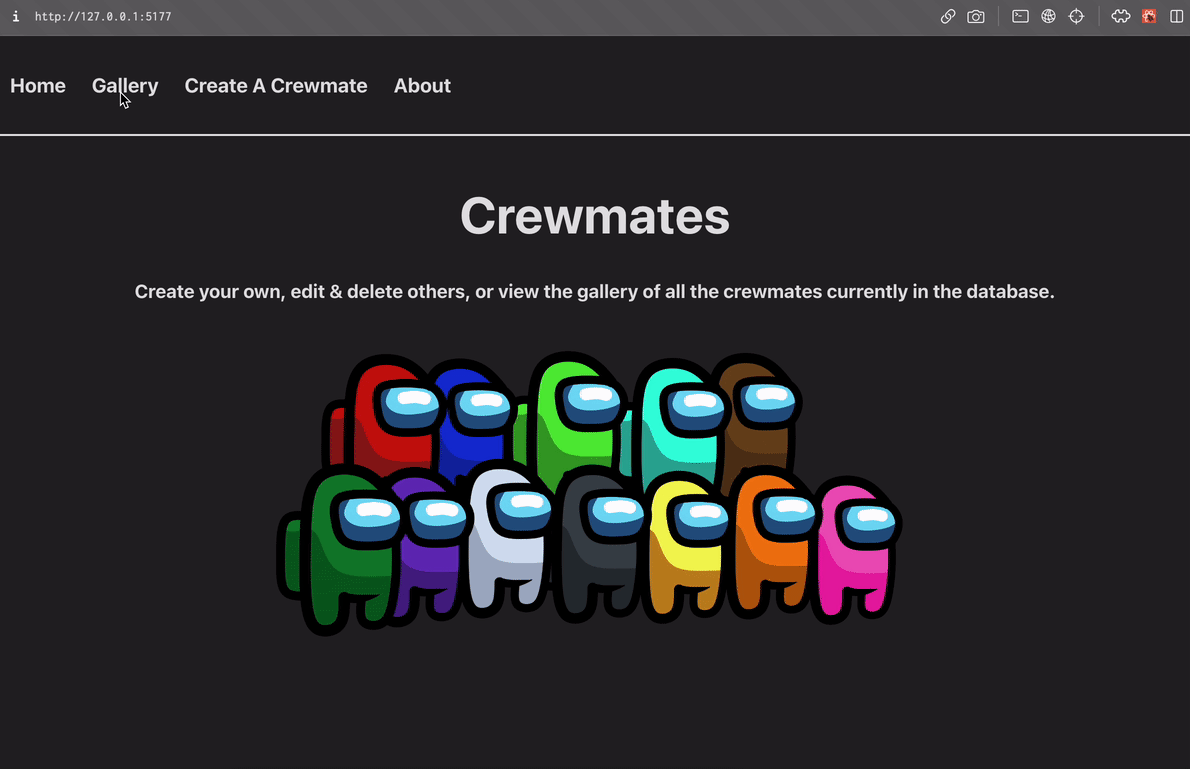 http://127.0.0.1:5177
Home Gallery Create A Crewmate About
Crewmates
Create your own, edit & delete others, or view the gallery of all the crewmates currently in the database.